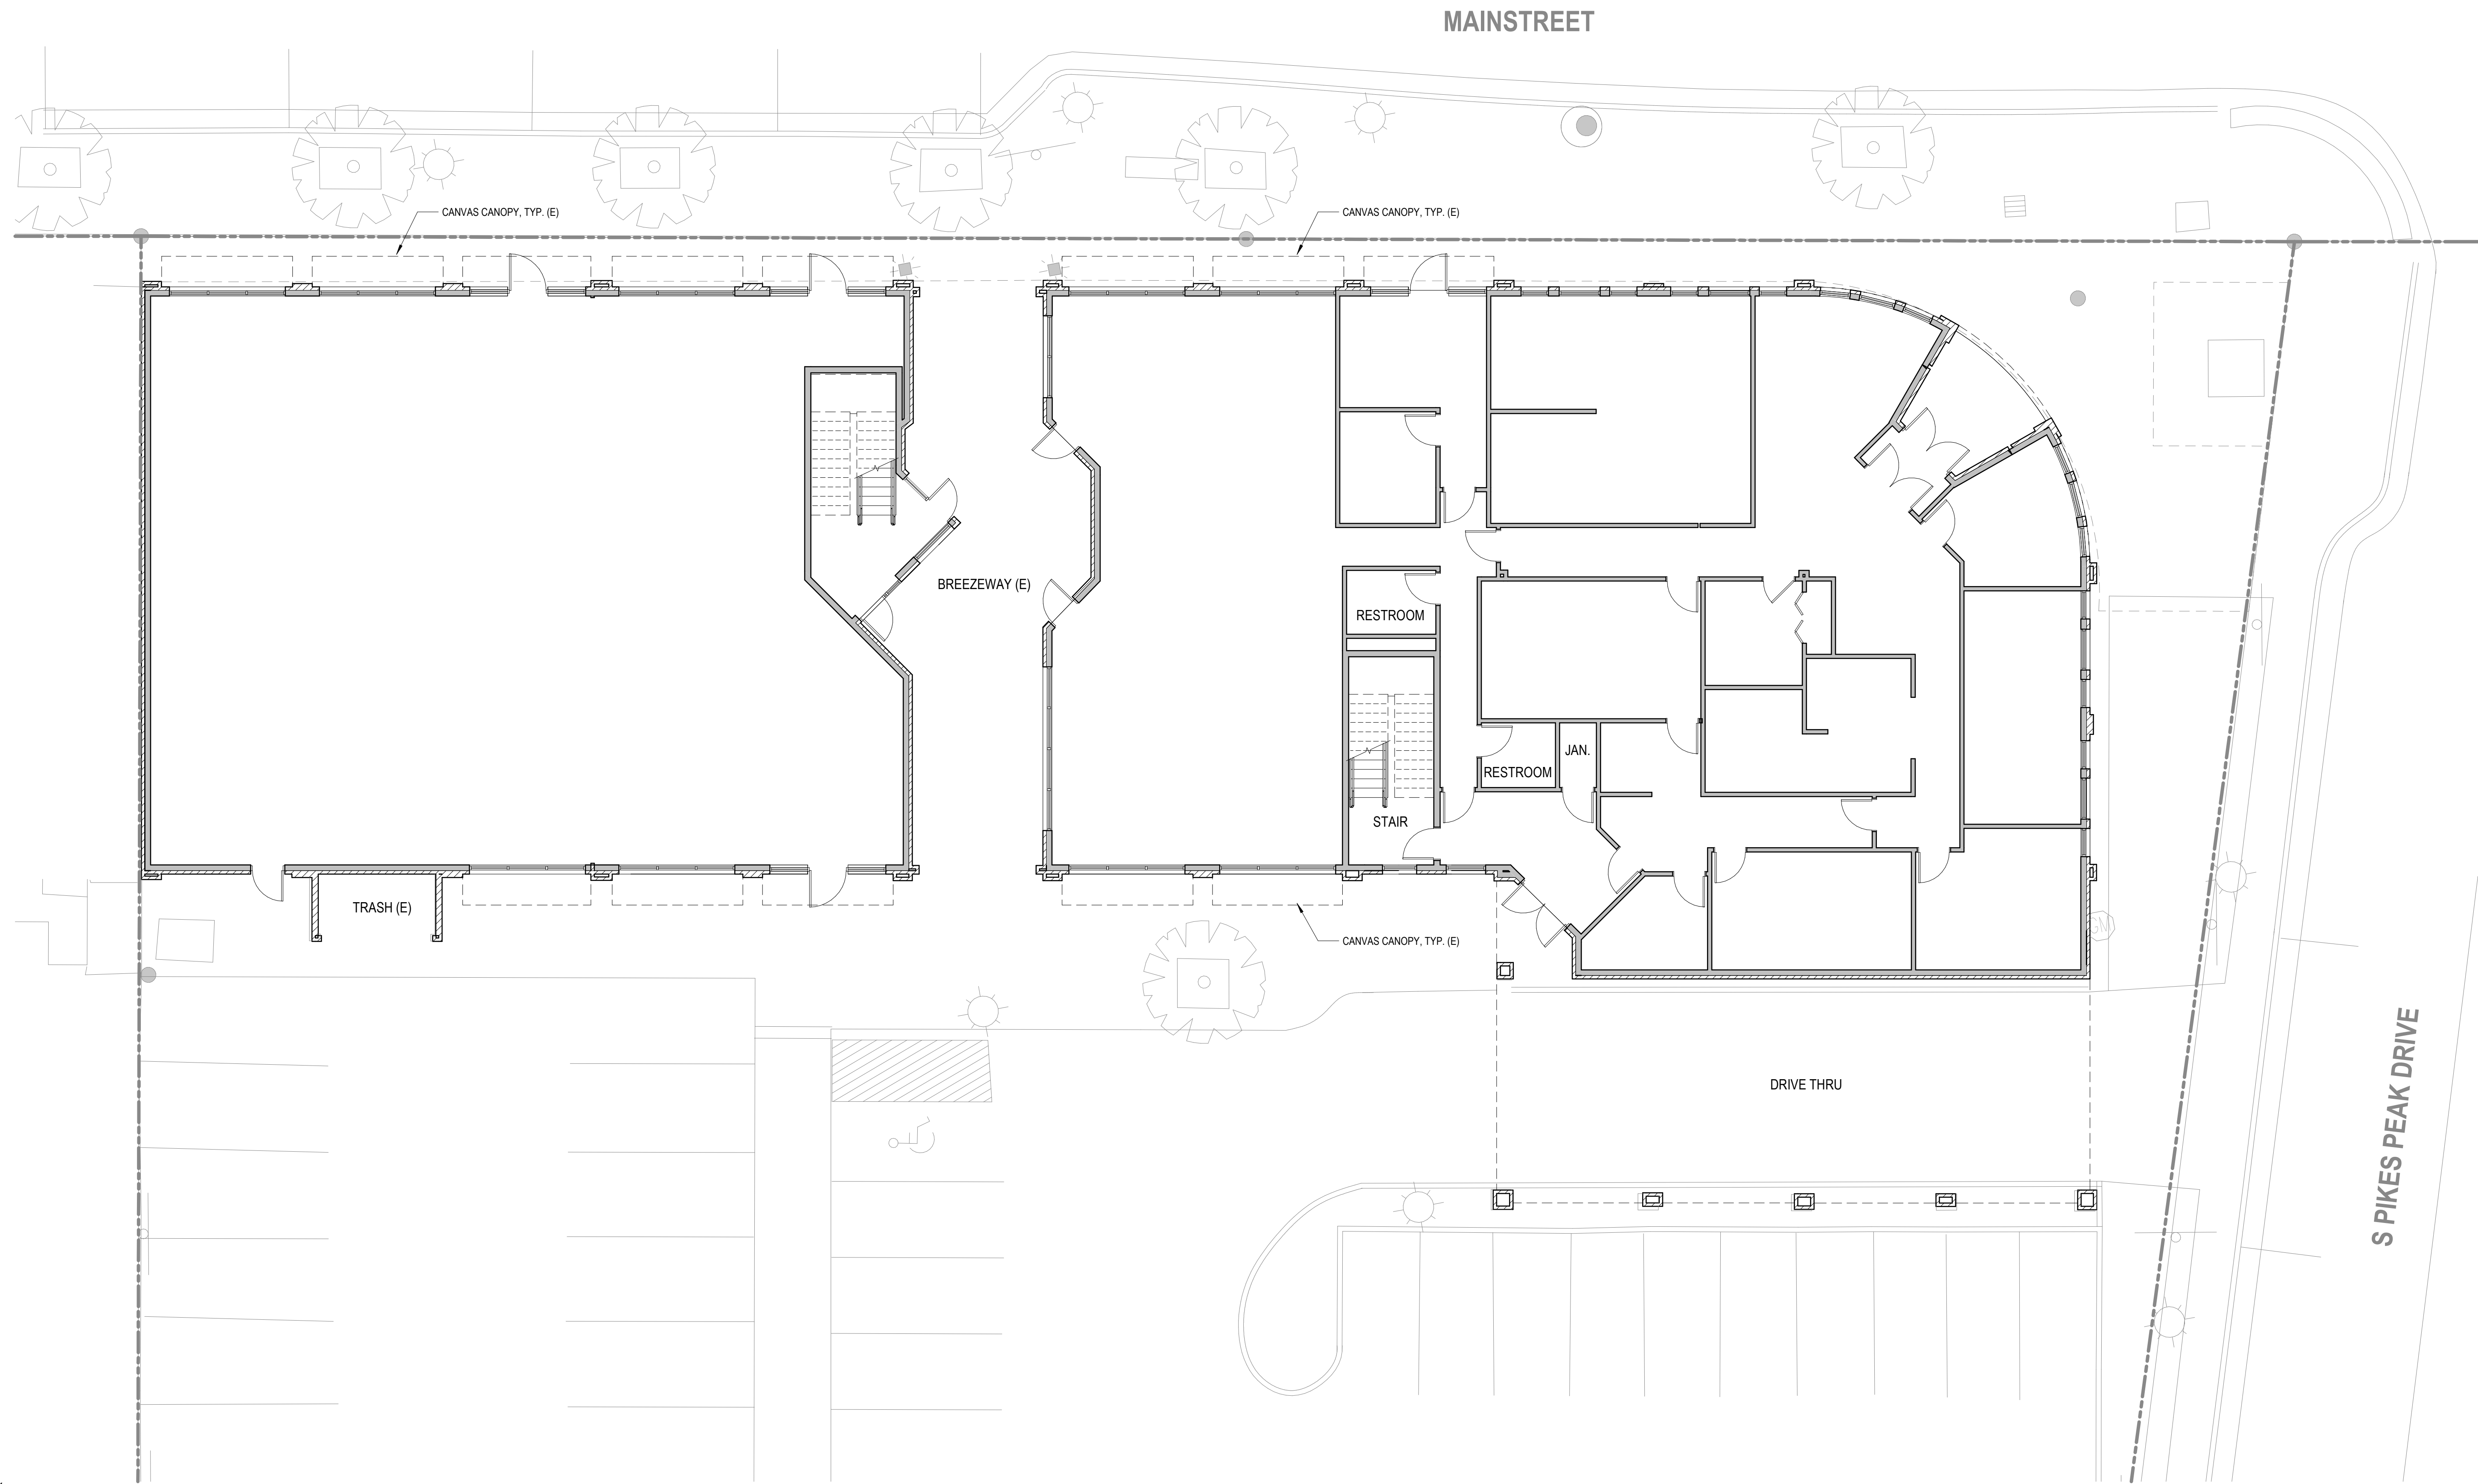 MAINSTREET
CANVAS CANOPY, TYP. (E)
CANVAS CANOPY, TYP. (E)
BREEZEWAY (E)
RESTROOM
JAN.
RESTROOM
STAIR
TRASH (E)
CANVAS CANOPY, TYP. (E)
GM
DRIVE THRU
S PIKES PEAK DRIVE